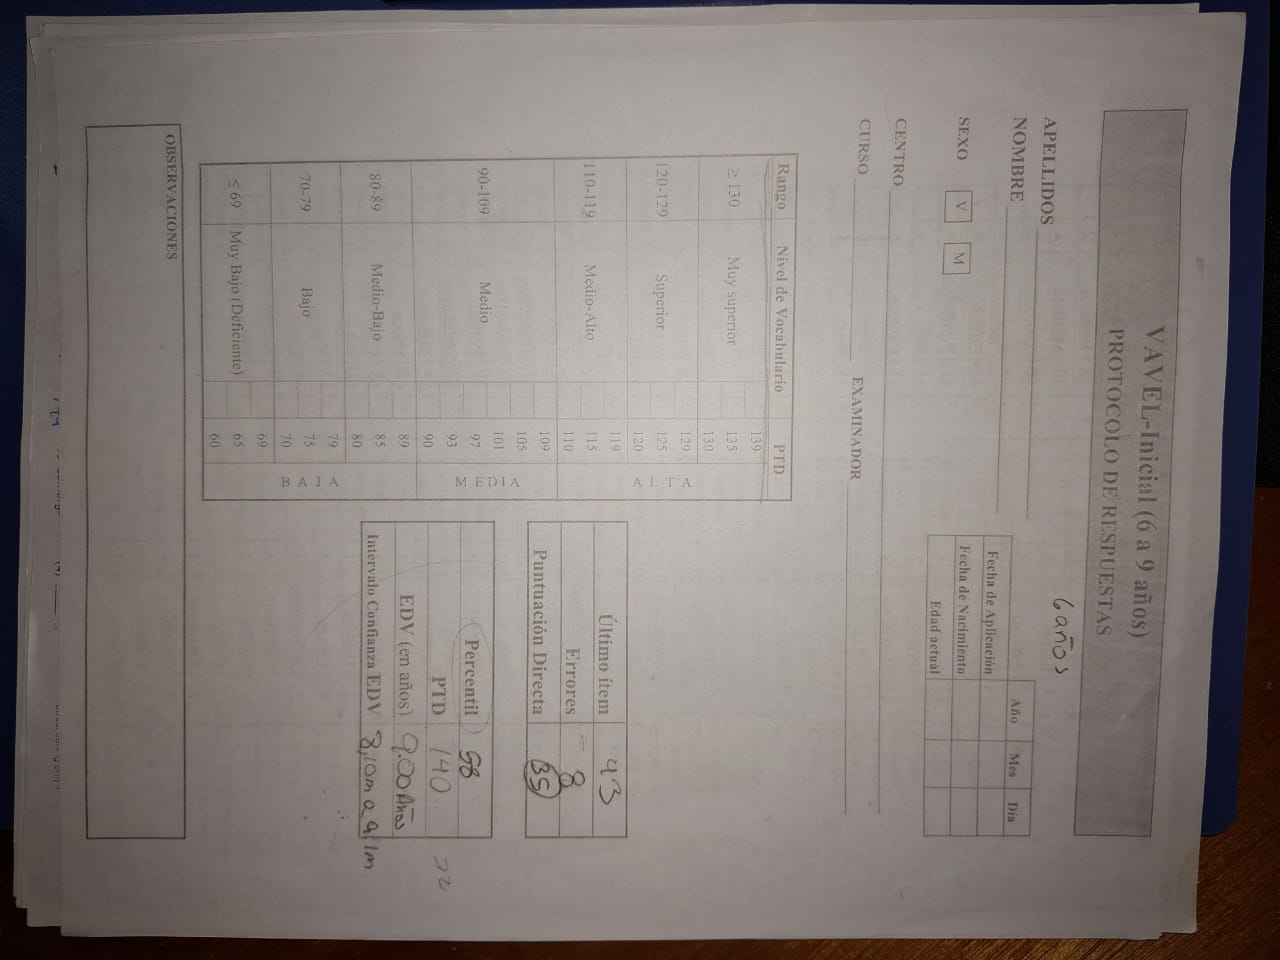 VAVEL-Inicial (6 a 9 años)
PROTOCOLO DE RESPUESTAS
6 años
APELLIDOS
NOMBRE
SEXO V M
Año Mes Día
Fecha de Aplicación
Fecha de Nacimiento
Edad actual
CENTRO
CURSO EXAMINADOR
Rango Nivel de Vocabulario PTD
139
≥ 130 Muy superior 135
130
129
120-129 Superior 125
120
ALTA
119
110-119 Medio-Alto 115
110
109
105
101
90-109 Medio 97
93
90
MEDIA
89
80-89 Medio-Bajo 85
80
79
70-79 Bajo 75
70
BAJA
69
≤ 69 Muy Bajo (Deficiente) 65
60
Último ítem 43
Errores 8
Puntuación Directa 35
Percentil 58
PTD 140
EDV (en años) 9.00 Años
Intervalo Confianza EDV 8,10m a 9,1m
OBSERVACIONES